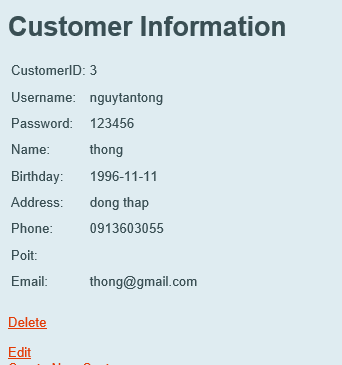 Customer Information
CustomerID: 3
Username: nguytantong
Password: 123456
Name: thong
Birthday: 1996-11-11
Address: dong thap
Phone: 0913603055
Poit:
Email: thong@gmail.com
Delete
Edit